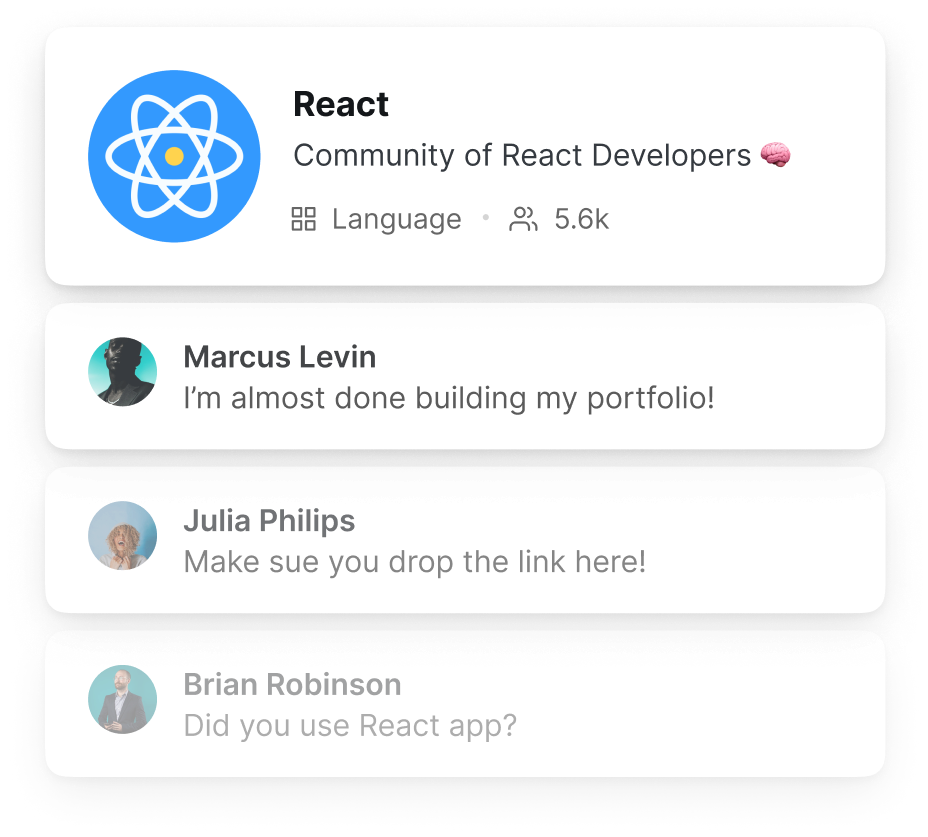 React
Community of React Developers 🧠
Language • 5.6k
Marcus Levin
I’m almost done building my portfolio!
Julia Philips
Make sue you drop the link here!
Brian Robinson
Did you use React app?